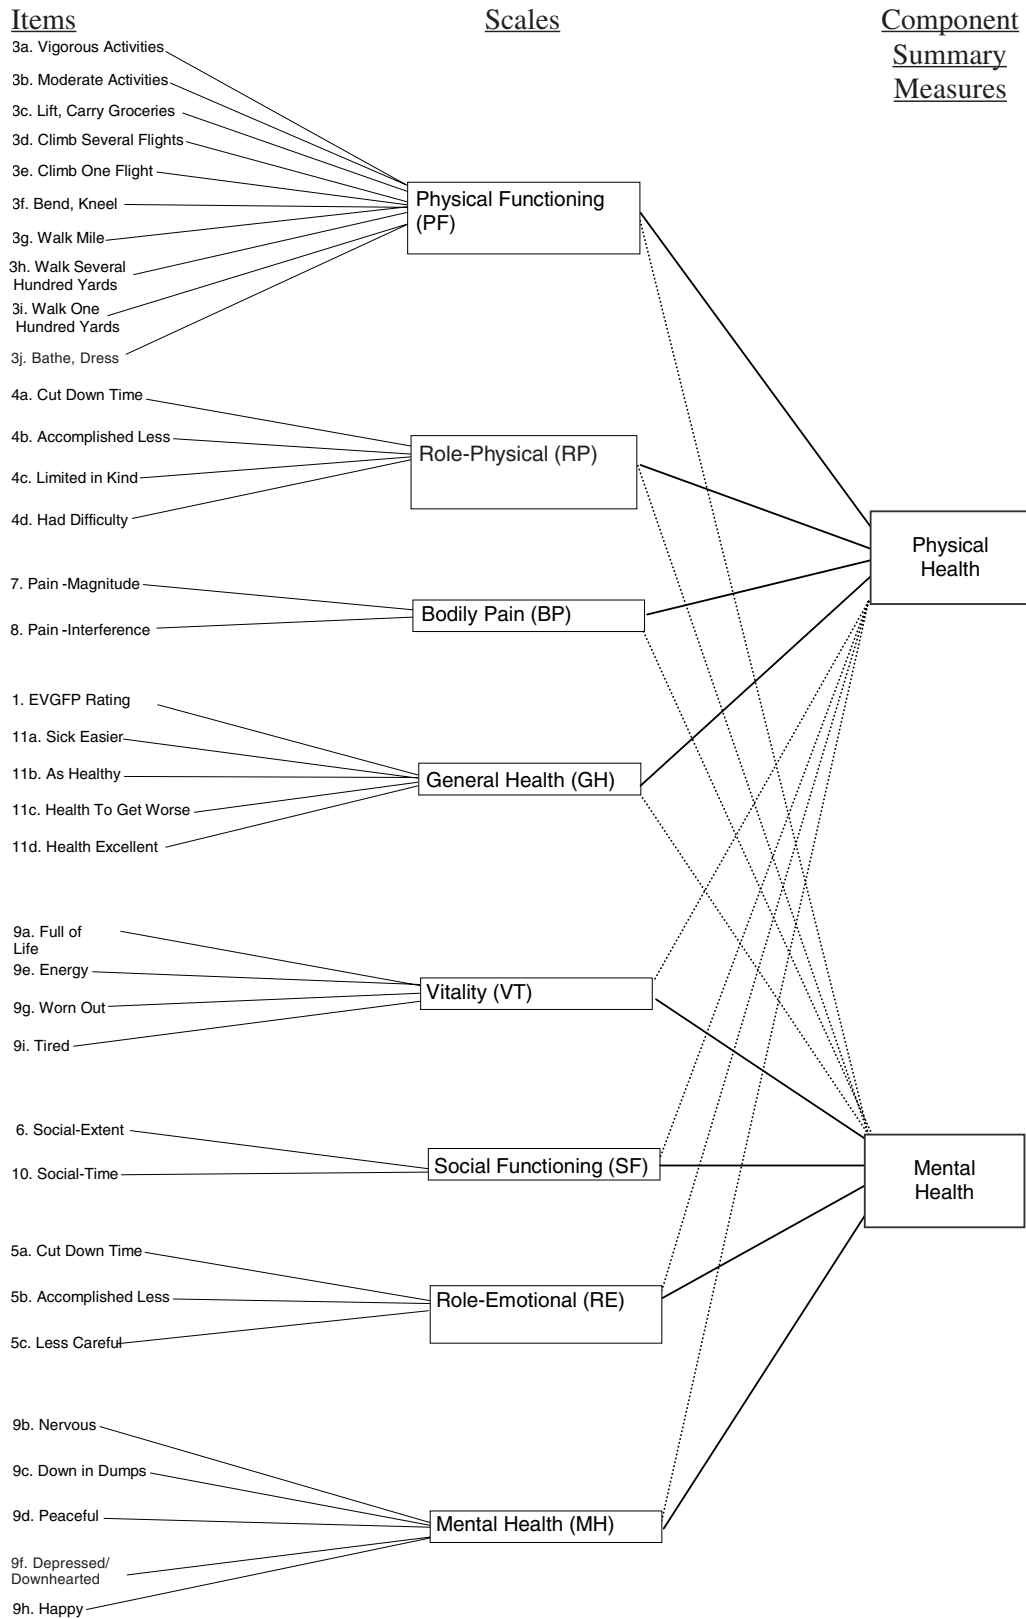 Items
Scales
Component
Summary
Measures
3a. Vigorous Activities
3b. Moderate Activities
3c. Lift, Carry Groceries
3d. Climb Several Flights
3e. Climb One Flight
3f. Bend, Kneel
3g. Walk Mile
3h. Walk Several
Hundred Yards
3i. Walk One
Hundred Yards
3j. Bathe, Dress
Physical Functioning
(PF)
4a. Cut Down Time
4b. Accomplished Less
4c. Limited in Kind
4d. Had Difficulty
Role-Physical (RP)
Physical
Health
7. Pain -Magnitude
8. Pain -Interference
Bodily Pain (BP)
1. EVGFP Rating
11a. Sick Easier
11b. As Healthy
11c. Health To Get Worse
11d. Health Excellent
General Health (GH)
9a. Full of
Life
9e. Energy
9g. Worn Out
9i. Tired
Vitality (VT)
6. Social-Extent
10. Social-Time
Social Functioning (SF)
Mental
Health
5a. Cut Down Time
5b. Accomplished Less
5c. Less Careful
Role-Emotional (RE)
9b. Nervous
9c. Down in Dumps
9d. Peaceful
9f. Depressed/
Downhearted
9h. Happy
Mental Health (MH)